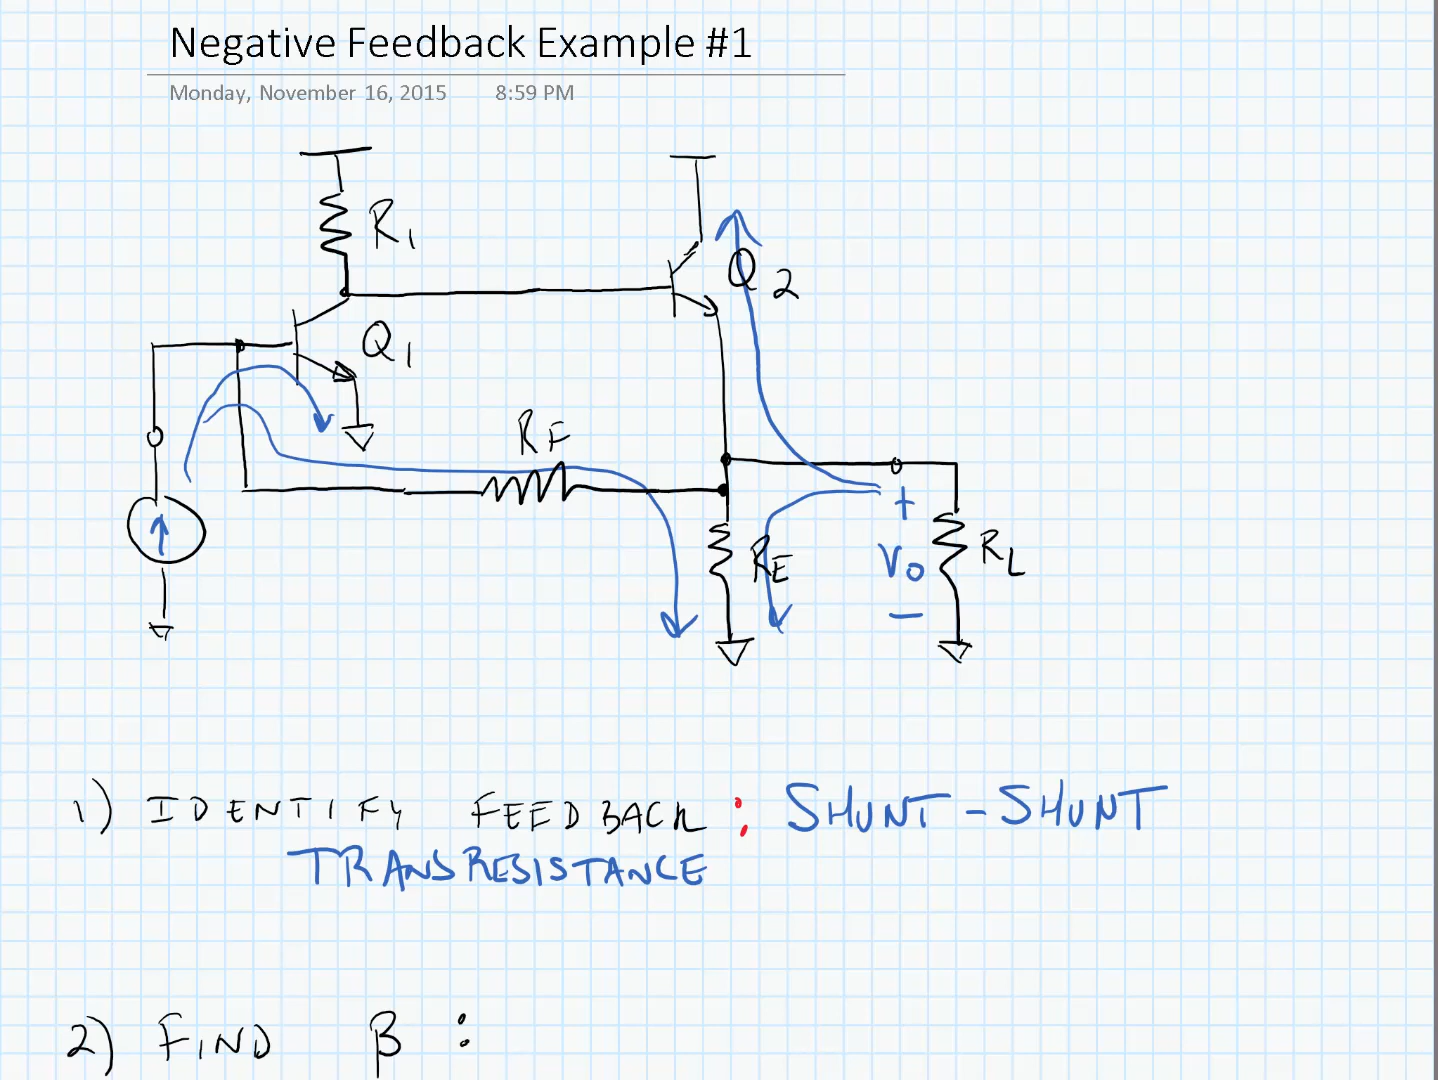 Negative Feedback Example #1
Monday, November 16, 2015 8:59 PM
R1
Q2
Q1
RF
+
RE
Vo
RL
−
1) IDENTIFY FEEDBACK : SHUNT - SHUNT
TRANSRESISTANCE
2) FIND β :